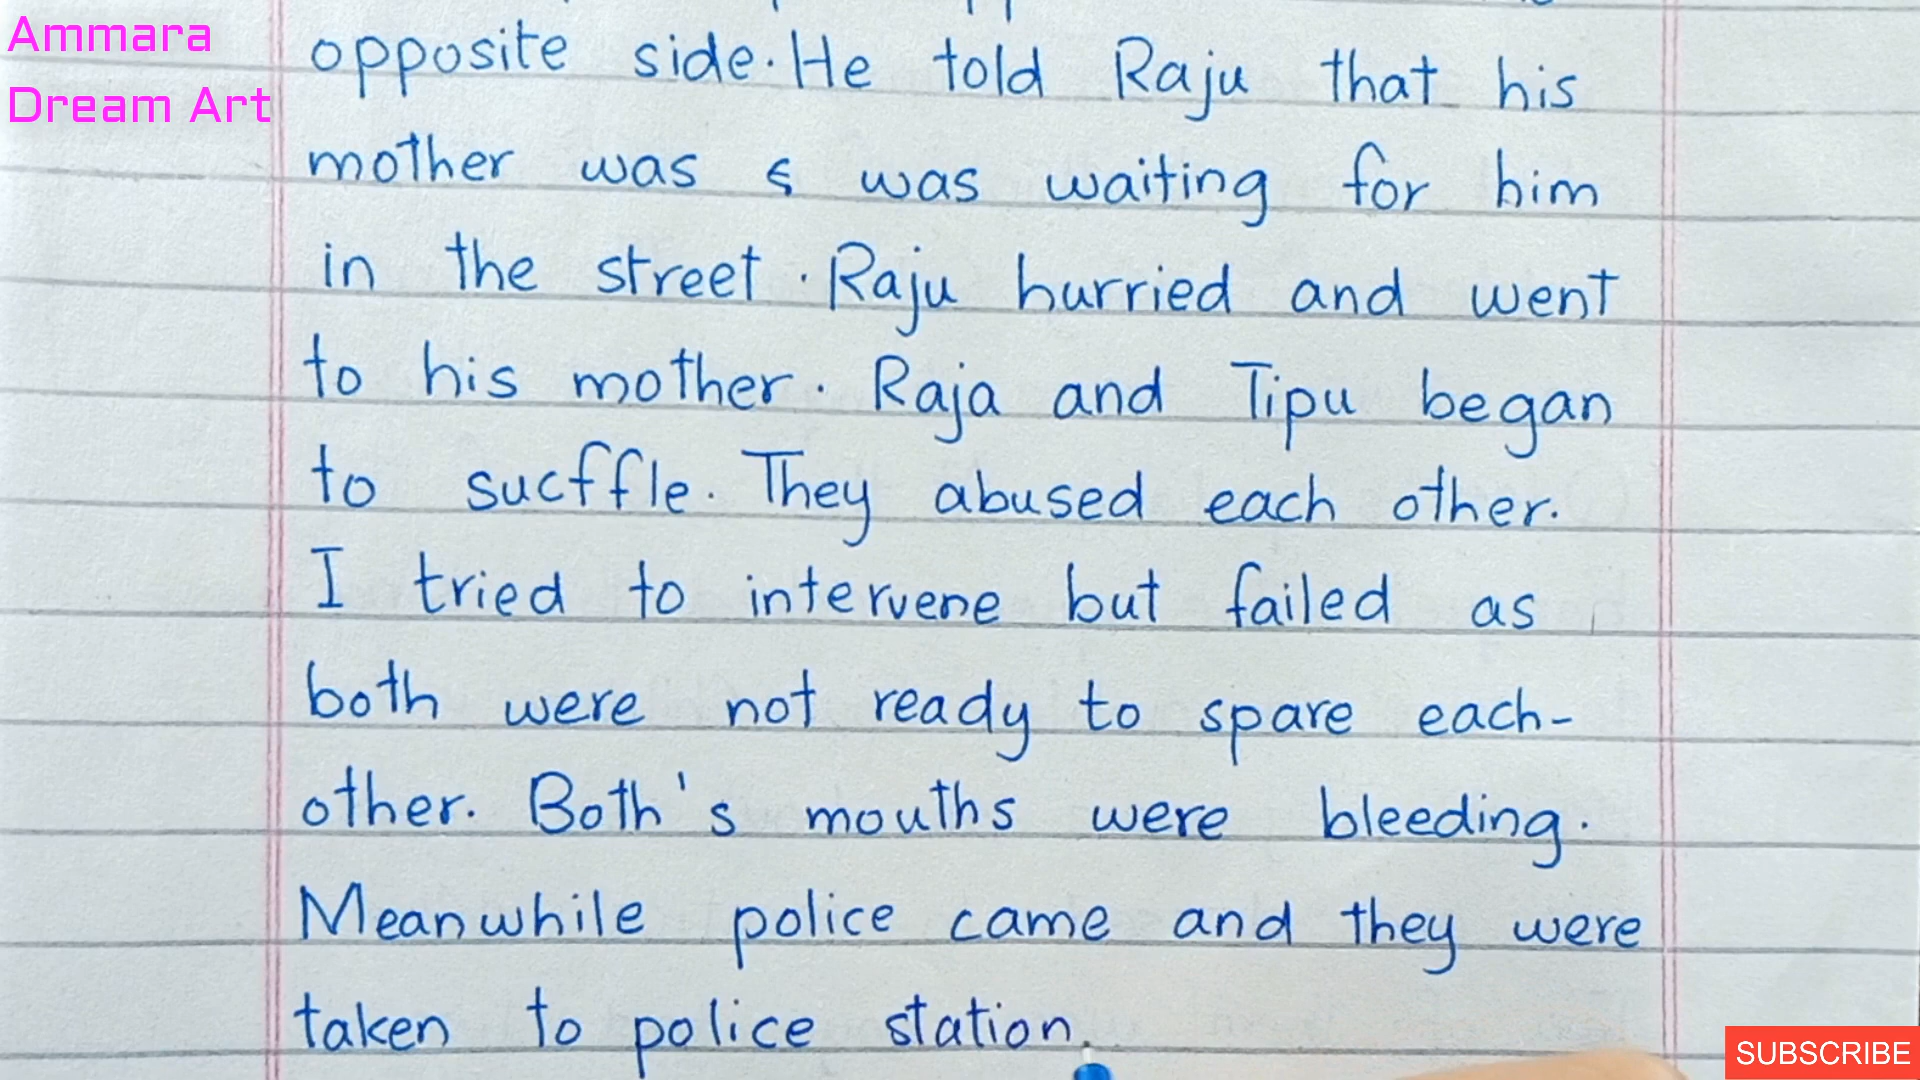 Ammara
Dream Art
opposite side. He told Raju that his
mother was was waiting for him
in the street. Raju hurried and went
to his mother. Raja and Tipu began
to sucffle. They abused each other.
I tried to intervene but failed as
both were not ready to spare each-
other. Both's mouths were bleeding.
Meanwhile police came and they were
taken to police station.
SUBSCRIBE